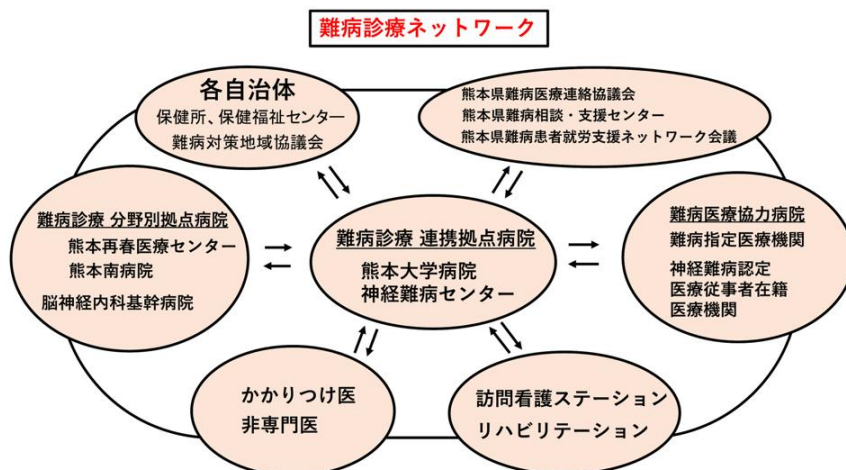 難病診療ネットワーク
各自治体
保健所、保健福祉センター
難病対策地域協議会
熊本県難病医療連絡協議会
熊本県難病相談・支援センター
熊本県難病患者就労支援ネットワーク会議
難病診療 分野別拠点病院
熊本再春医療センター
熊本南病院
脳神経内科基幹病院
難病診療 連携拠点病院
熊本大学病院
神経難病センター
難病医療協力病院
難病指定医療機関
神経難病認定
医療従事者在籍
医療機関
かかりつけ医
非専門医
訪問看護ステーション
リハビリテーション